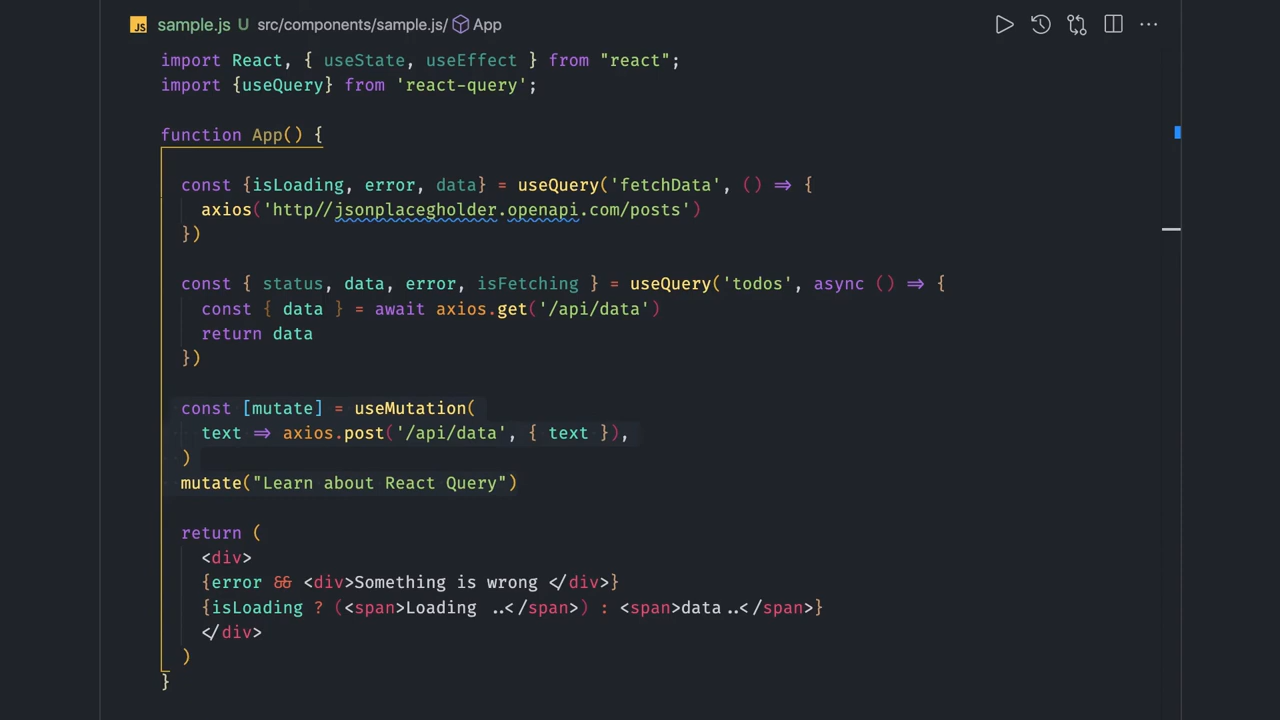 JS sample.js U src/components/sample.js/ App
import React, { useState, useEffect } from "react";
import {useQuery} from 'react-query';
function App() {
const {isLoading, error, data} = useQuery('fetchData', () => {
axios('http//jsonplacegholder.openapi.com/posts')
})
const { status, data, error, isFetching } = useQuery('todos', async () => {
const { data } = await axios.get('/api/data')
return data
})
const [mutate] = useMutation(
text => axios.post('/api/data', { text }),
)
mutate("Learn about React Query")
return (
<div>
{error && <div>Something is wrong </div>}
{isLoading ? (<span>Loading ..</span>) : <span>data..</span>}
</div>
)
}